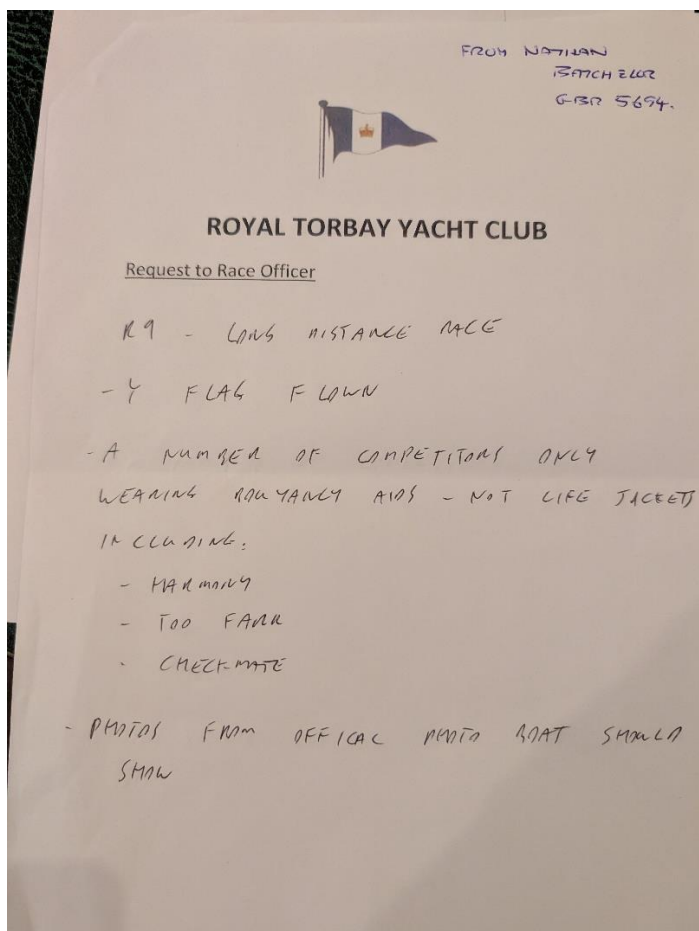 FROM NATHAN
BATCHELOR
GBR 5694.
ROYAL TORBAY YACHT CLUB
Request to Race Officer
R9 - LONG DISTANCE RACE
- Y FLAG FLOWN
- A NUMBER OF COMPETITORS ONLY
WEARING BOUYANCY AIDS - NOT LIFE JACKETS
INCLUDING:
- HARMONY
- TOO FARR
- CHECKMATE
- PHOTOS FROM OFFICAL PHOTO BOAT SHOULD
SHOW